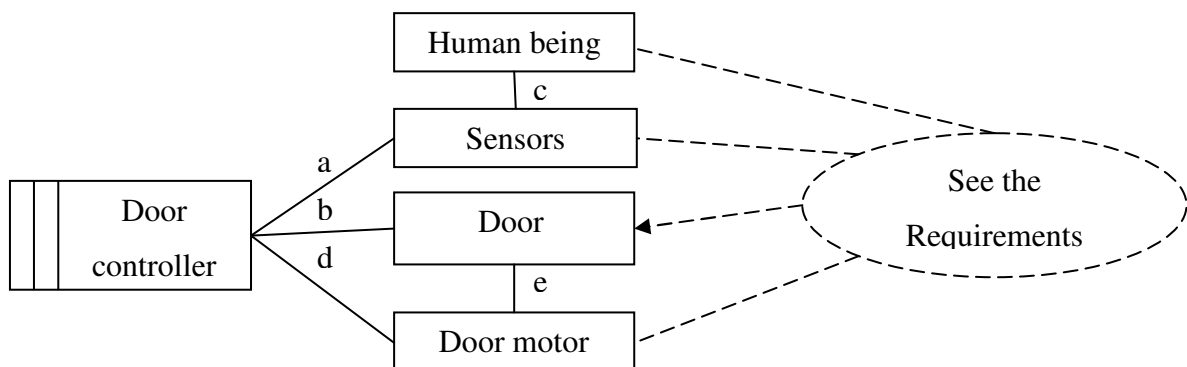 Human being
c
Sensors
a
See the
Requirements
Door
controller
b
Door
d
e
Door motor